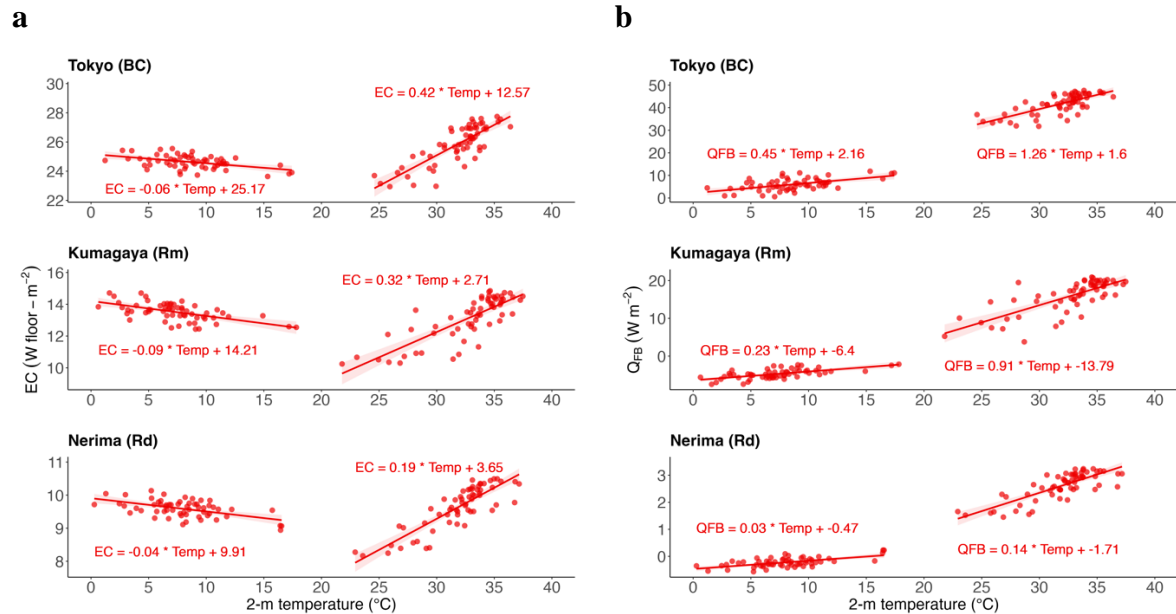 a
b
Tokyo (BC)
30
28
26
24
22
EC = 0.42 * Temp + 12.57
EC = -0.06 * Temp + 25.17
0 5 10 15 20 25 30 35 40
Kumagaya (Rm)
16
14
12
10
EC = 0.32 * Temp + 2.71
EC = -0.09 * Temp + 14.21
0 5 10 15 20 25 30 35 40
Nerima (Rd)
11
10
9
8
EC = 0.19 * Temp + 3.65
EC = -0.04 * Temp + 9.91
0 5 10 15 20 25 30 35 40
EC (W floor − m⁻²)
2-m temperature (°C)
Tokyo (BC)
50
40
30
20
10
0
QFB = 0.45 * Temp + 2.16
QFB = 1.26 * Temp + 1.6
0 5 10 15 20 25 30 35 40
Kumagaya (Rm)
20
10
0
QFB = 0.23 * Temp + -6.4
QFB = 0.91 * Temp + -13.79
0 5 10 15 20 25 30 35 40
Nerima (Rd)
3
2
1
0
QFB = 0.03 * Temp + -0.47
QFB = 0.14 * Temp + -1.71
0 5 10 15 20 25 30 35 40
Q_FB (W m⁻²)
2-m temperature (°C)